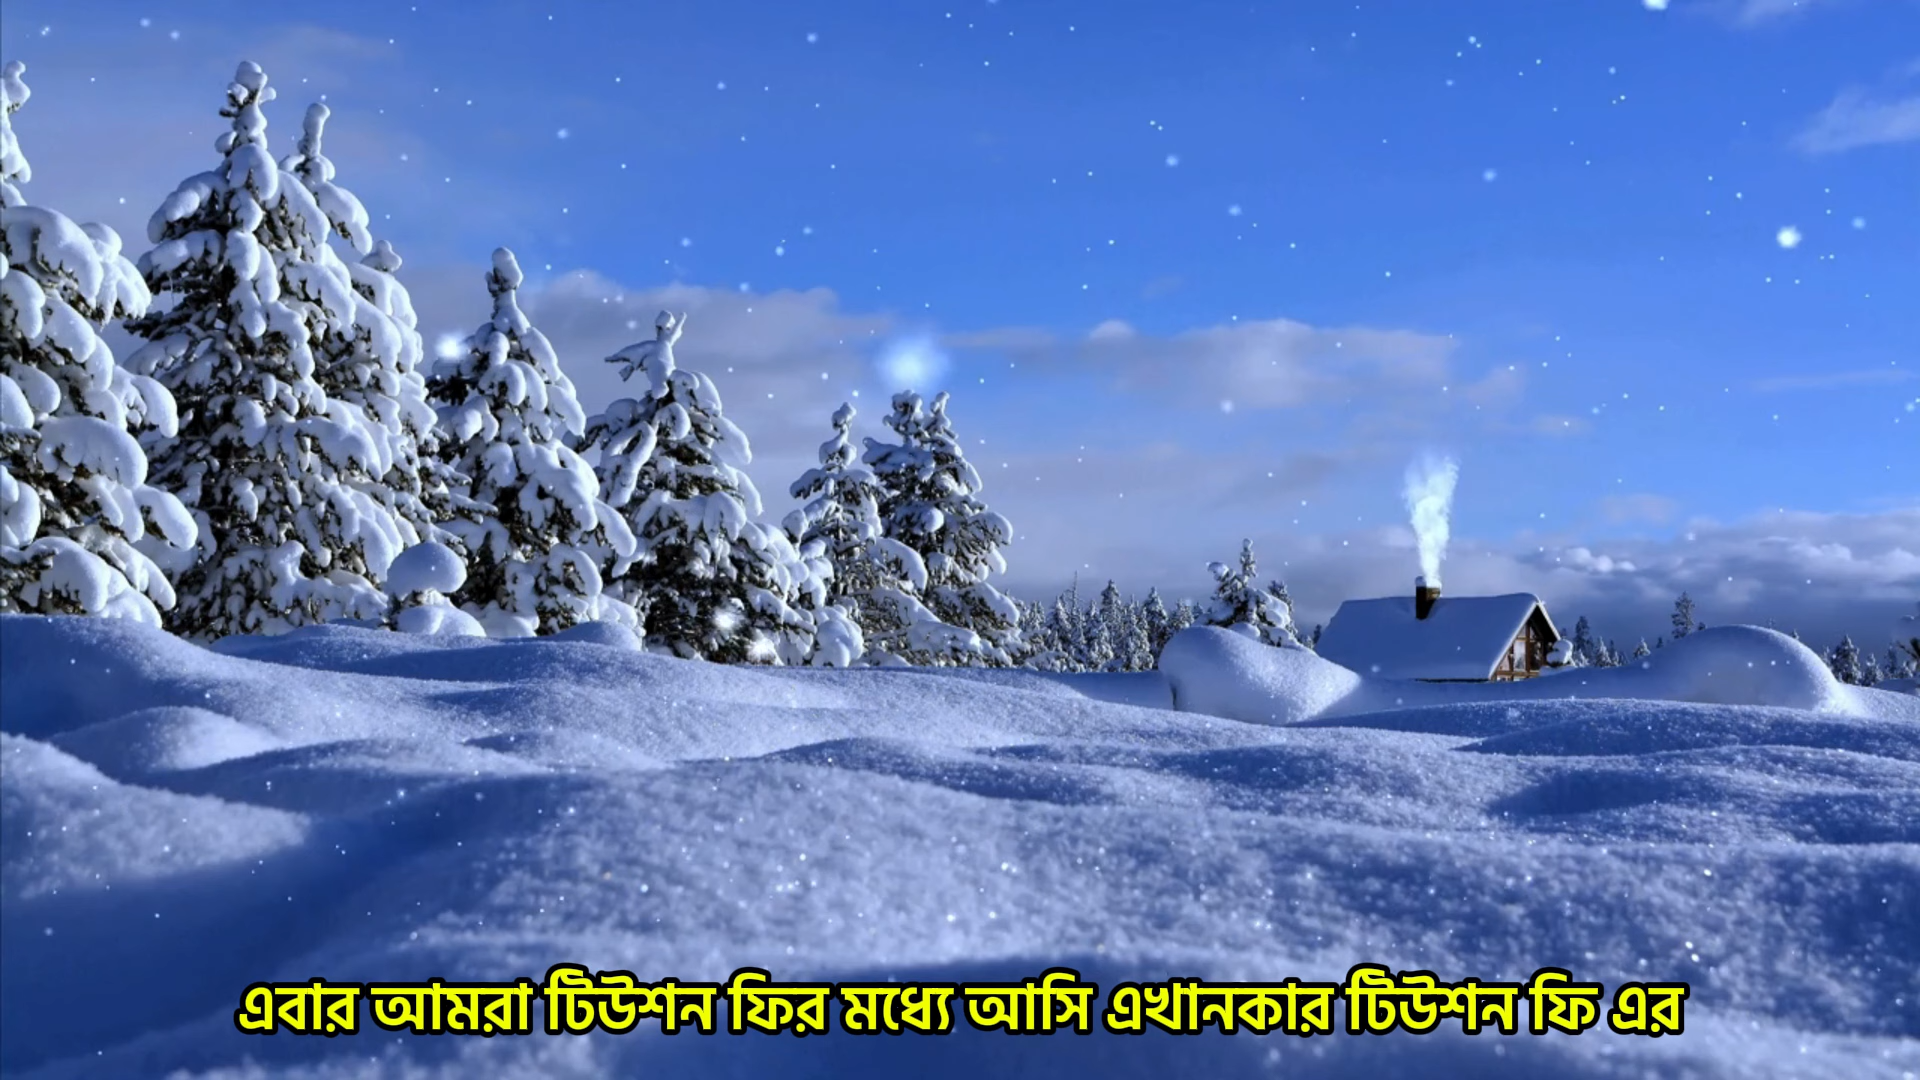 এবার আমরা টিউশন ফির মধ্যে আসি এখানকার টিউশন ফি এর